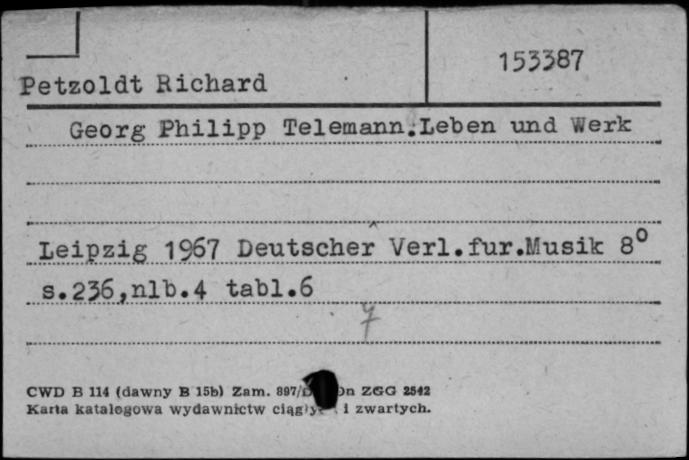 153387
Petzoldt Richard
Georg Philipp Telemann.Leben und Werk
Leipzig 1967 Deutscher Verl.fur.Musik 8°
s.236,nlb.4 tabl.6
CWD B 114 (dawny B 15b) Zam. 897/ ZGG 2542
Karta katalogowa wydawnictw i zwartych.